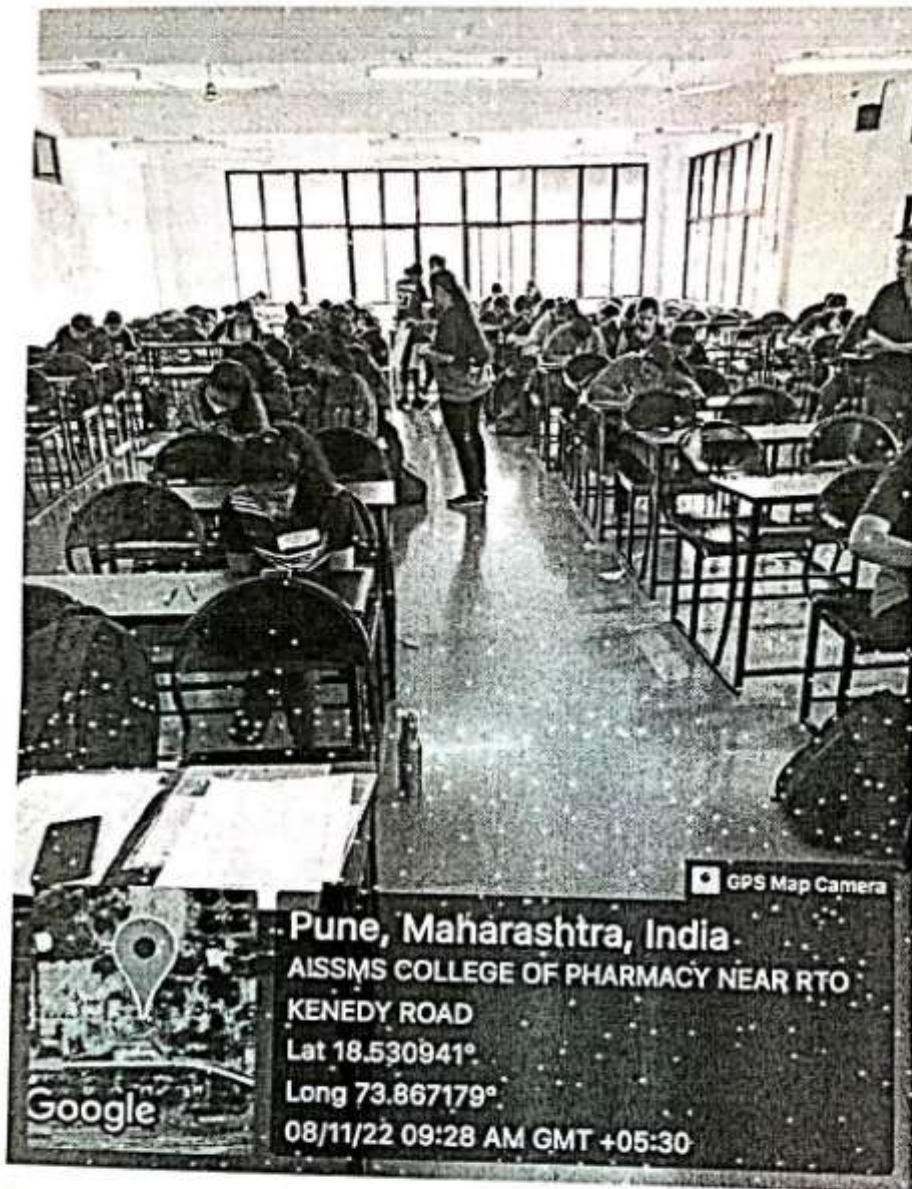 GPS Map Camera
Pune, Maharashtra, India
AISSMS COLLEGE OF PHARMACY NEAR RTO
KENEDY ROAD
Lat 18.530941°
Long 73.867179°
08/11/22 09:28 AM GMT +05:30
Google